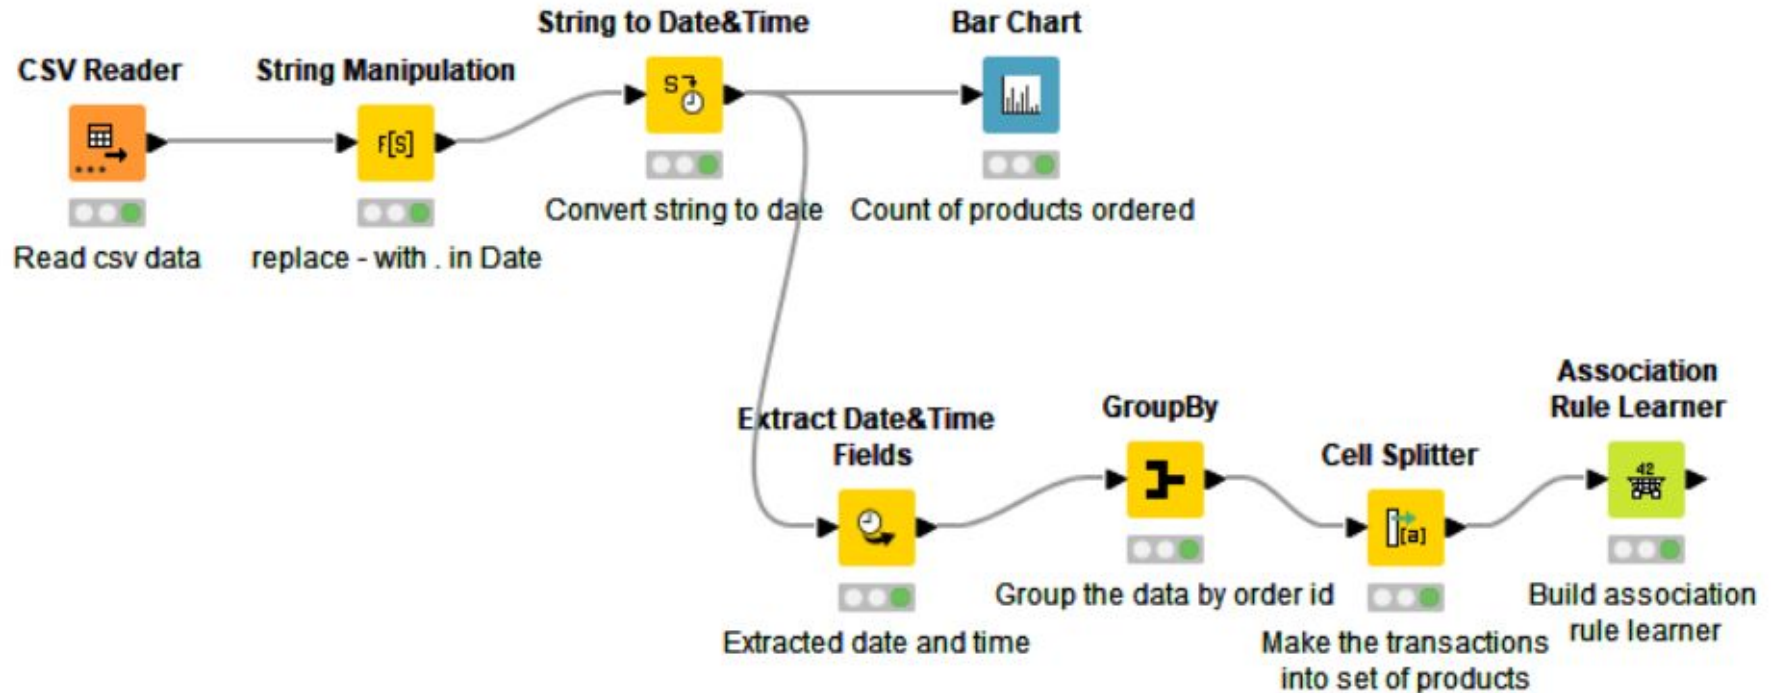 String to Date&Time
Bar Chart
CSV Reader
String Manipulation
S
F[S]
Convert string to date
Count of products ordered
Read csv data
replace - with . in Date
Association
Rule Learner
Extract Date&Time
Fields
GroupBy
Cell Splitter
42
[a]
Group the data by order id
Build association
rule learner
Extracted date and time
Make the transactions
into set of products